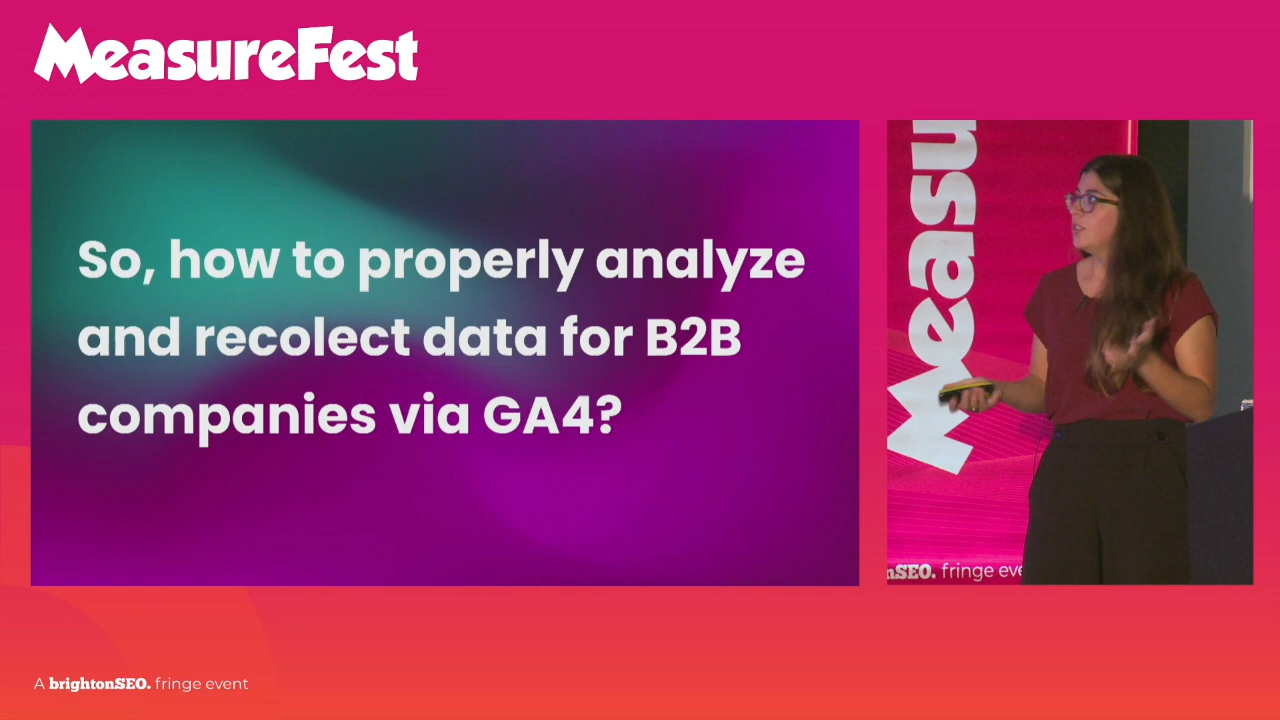 MeasureFest
So, how to properly analyze
and recolect data for B2B
companies via GA4?
Measu
nSEO. fringe eve
A brightonSEO. fringe event